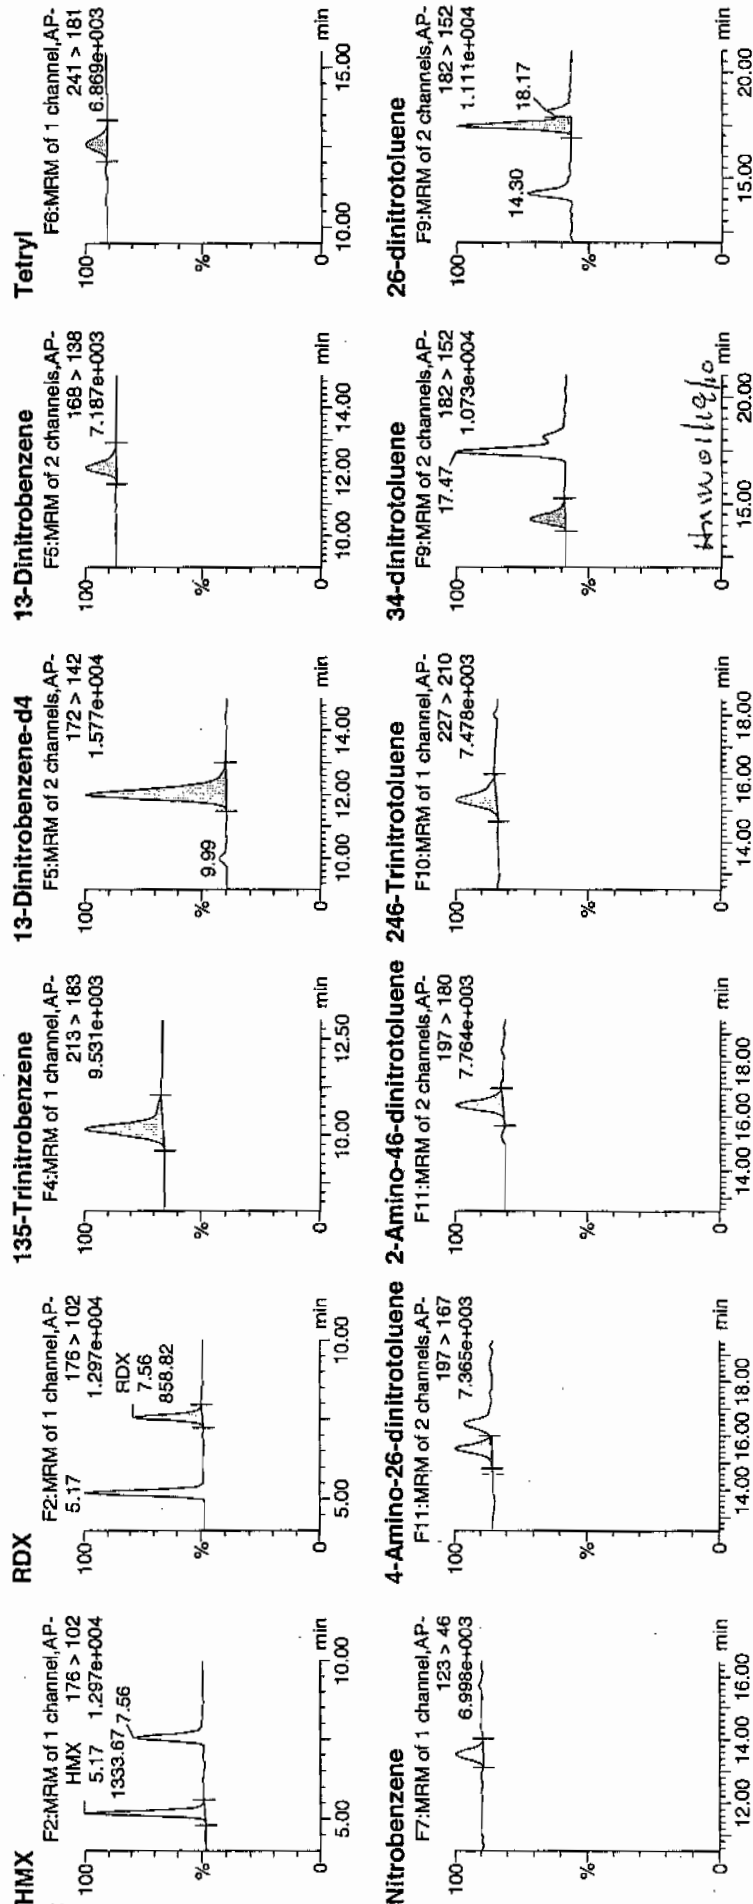 HMX
F2:MRM of 1 channel,AP-
176 > 102
1.297e+004
HMX
5.17
1333.67
7.56
100
%
0
5.00
10.00
min
RDX
F2:MRM of 1 channel,AP-
176 > 102
1.297e+004
5.17
RDX
7.56
858.82
100
%
0
5.00
10.00
min
135-Trinitrobenzene
F4:MRM of 1 channel,AP-
213 > 183
9.531e+003
100
%
0
10.00
12.50
min
13-Dinitrobenzene-d4
F5:MRM of 2 channels,AP-
172 > 142
1.577e+004
9.99
100
%
0
10.00
12.00
14.00
min
13-Dinitrobenzene
F5:MRM of 2 channels,AP-
168 > 138
7.187e+003
100
%
0
10.00
12.00
14.00
min
Tetryl
F6:MRM of 1 channel,AP-
241 > 181
6.869e+003
100
%
0
10.00
15.00
min
Nitrobenzene
F7:MRM of 1 channel,AP-
123 > 46
6.998e+003
100
%
0
12.00
14.00
16.00
min
4-Amino-26-dinitrotoluene
F11:MRM of 2 channels,AP-
197 > 167
7.365e+003
100
%
0
14.00
16.00
18.00
min
2-Amino-46-dinitrotoluene
F11:MRM of 2 channels,AP-
197 > 180
7.764e+003
100
%
0
14.00
16.00
18.00
min
246-Trinitrotoluene
F10:MRM of 1 channel,AP-
227 > 210
7.478e+003
100
%
0
14.00
16.00
18.00
min
34-dinitrotoluene
F9:MRM of 2 channels,AP-
182 > 152
1.073e+004
17.47
100
%
0
15.00
20.00
min
01/19/10
26-dinitrotoluene
F9:MRM of 2 channels,AP-
182 > 152
1.111e+004
14.30
18.17
100
%
0
15.00
20.00
min